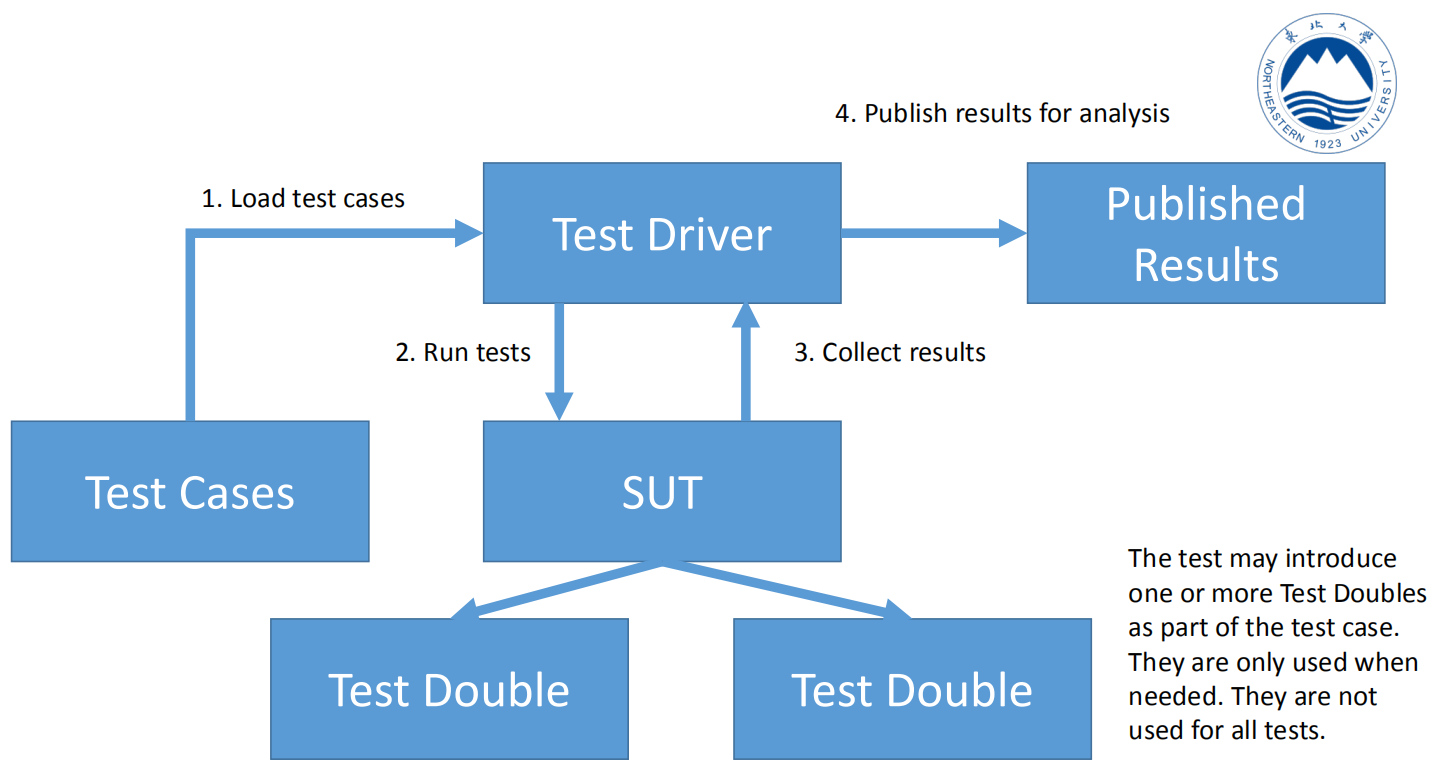 東北大學
NORTHEASTERN UNIVERSITY
1923
4. Publish results for analysis
1. Load test cases
Test Driver
Published
Results
2. Run tests
3. Collect results
Test Cases
SUT
The test may introduce
one or more Test Doubles
as part of the test case.
They are only used when
needed. They are not
used for all tests.
Test Double
Test Double